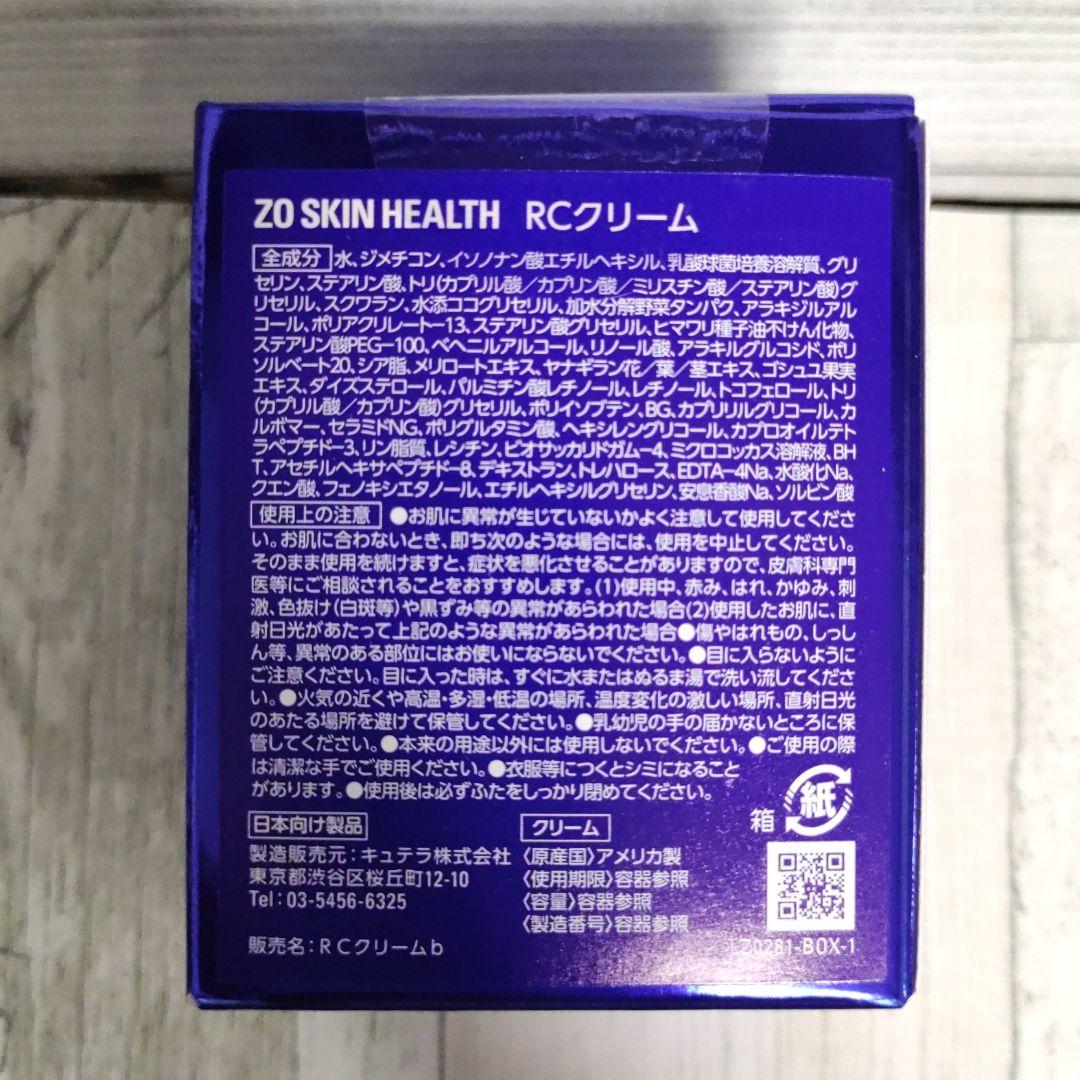 ZO SKIN HEALTH RCクリーム
全成分 水、ジメチコン、イソノナン酸エチルヘキシル、乳酸球菌培養溶解質、グリ
セリン、ステアリン酸、トリ(カプリル酸/カプリン酸/ミリスチン酸/ステアリン酸)グ
リセリル、スクワラン、水添ココグリセリル、加水分解野菜タンパク、アラキジルアル
コール、ポリアクリレート-13、ステアリン酸グリセリル、ヒマワリ種子油不けん化物、
ステアリン酸PEG-100、ベヘニルアルコール、リノール酸、アラキルグルコシド、ポリ
ソルベート20、シア脂、メリロートエキス、ヤナギラン花/葉/茎エキス、ゴシュユ果実
エキス、ダイズステロール、パルミチン酸レチノール、レチノール、トコフェロール、トリ
(カプリル酸/カプリン酸)グリセリル、ポリイソブテン、BG、カプリリルグリコール、カ
ルボマー、セラミドNG、ポリグルタミン酸、ヘキシレングリコール、カプロオイルテト
ラペプチド-3、リン脂質、レシチン、ビオサッカリドガム-4、ミクロコッカス溶解液、BH
T、アセチルヘキサペプチド-8、デキストラン、トレハロース、EDTA-4Na、水酸化Na、
クエン酸、フェノキシエタノール、エチルヘキシルグリセリン、安息香酸Na、ソルビン酸
使用上の注意 ●お肌に異常が生じていないかよく注意して使用してくださ
い。お肌に合わないとき、即ち次のような場合には、使用を中止してください。
そのまま使用を続けますと、症状を悪化させることがありますので、皮膚科専門
医等にご相談されることをおすすめします。(1)使用中、赤み、はれ、かゆみ、刺
激、色抜け(白斑等)や黒ずみ等の異常があらわれた場合(2)使用したお肌に、直
射日光があたって上記のような異常があらわれた場合●傷やはれもの、しっし
ん等、異常のある部位にはお使いにならないでください。●目に入らないように
ご注意ください。目に入った時は、すぐに水またはぬるま湯で洗い流してくださ
い。●火気の近くや高温・多湿・低温の場所、温度変化の激しい場所、直射日光
のあたる場所を避けて保管してください。●乳幼児の手の届かないところに保
管してください。●本来の用途以外には使用しないでください。●ご使用の際
は清潔な手でご使用ください。●衣服等につくとシミになること
があります。●使用後は必ずふたをしっかり閉めてください。
箱 紙
日本向け製品
製造販売元:キュテラ株式会社
東京都渋谷区桜丘町12-10
Tel:03-5456-6325
販売名:RCクリームb
クリーム
〈原産国〉アメリカ製
〈使用期限〉容器参照
〈容量〉容器参照
〈製造番号〉容器参照
LZ0281-BOX-1